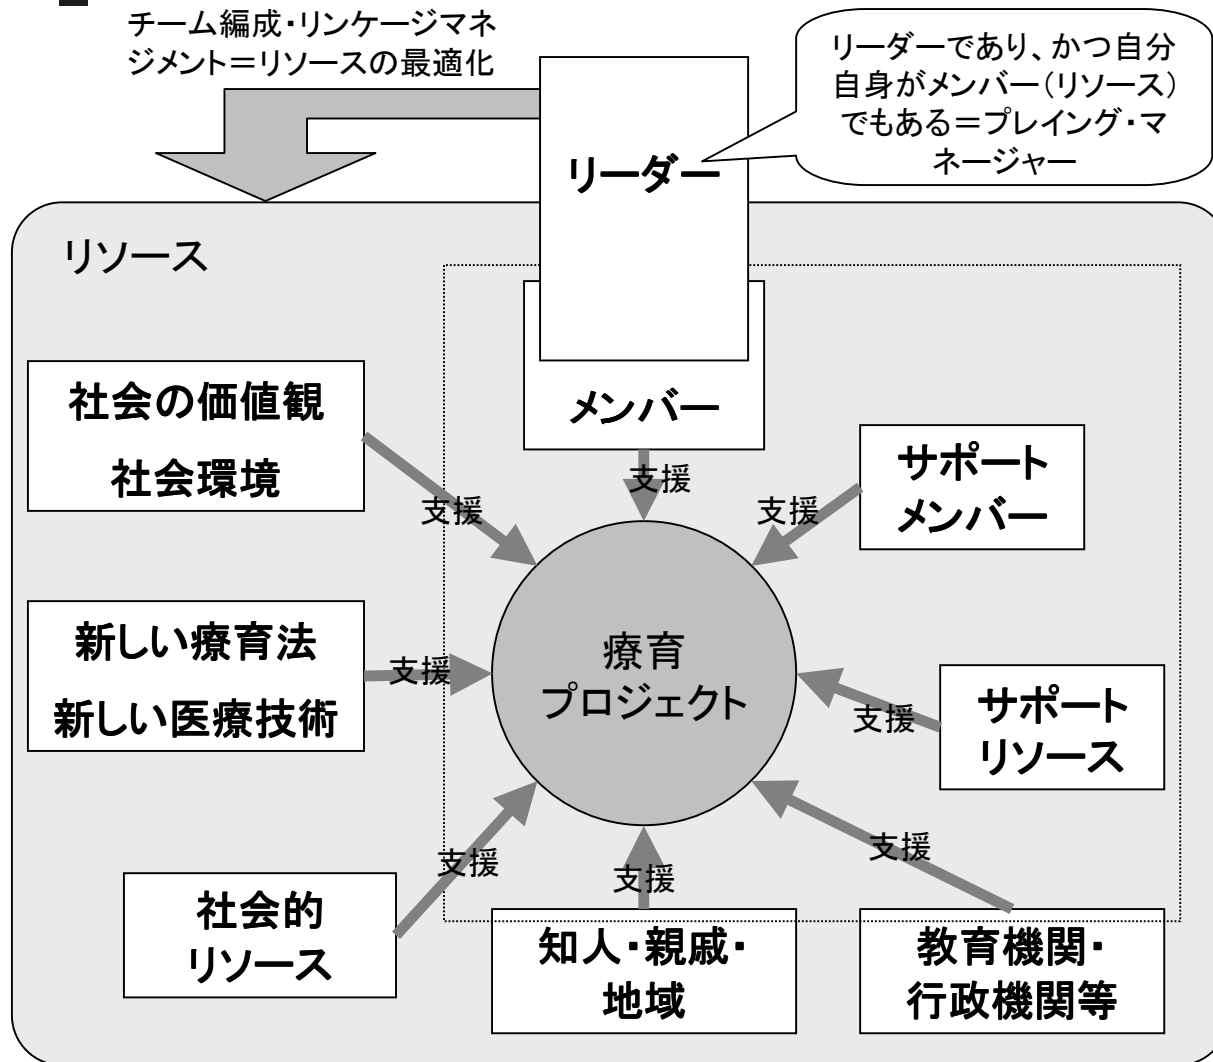 チーム編成・リンケージマネ
ジメント＝リソースの最適化
リーダーであり、かつ自分
自身がメンバー（リソース）
でもある＝プレイング・マ
ネージャー
リーダー
リソース
メンバー
社会の価値観
社会環境
支援
支援
支援
サポート
メンバー
新しい療育法
新しい医療技術
支援
療育
プロジェクト
支援
サポート
リソース
支援
支援
支援
社会的
リソース
知人・親戚・
地域
教育機関・
行政機関等